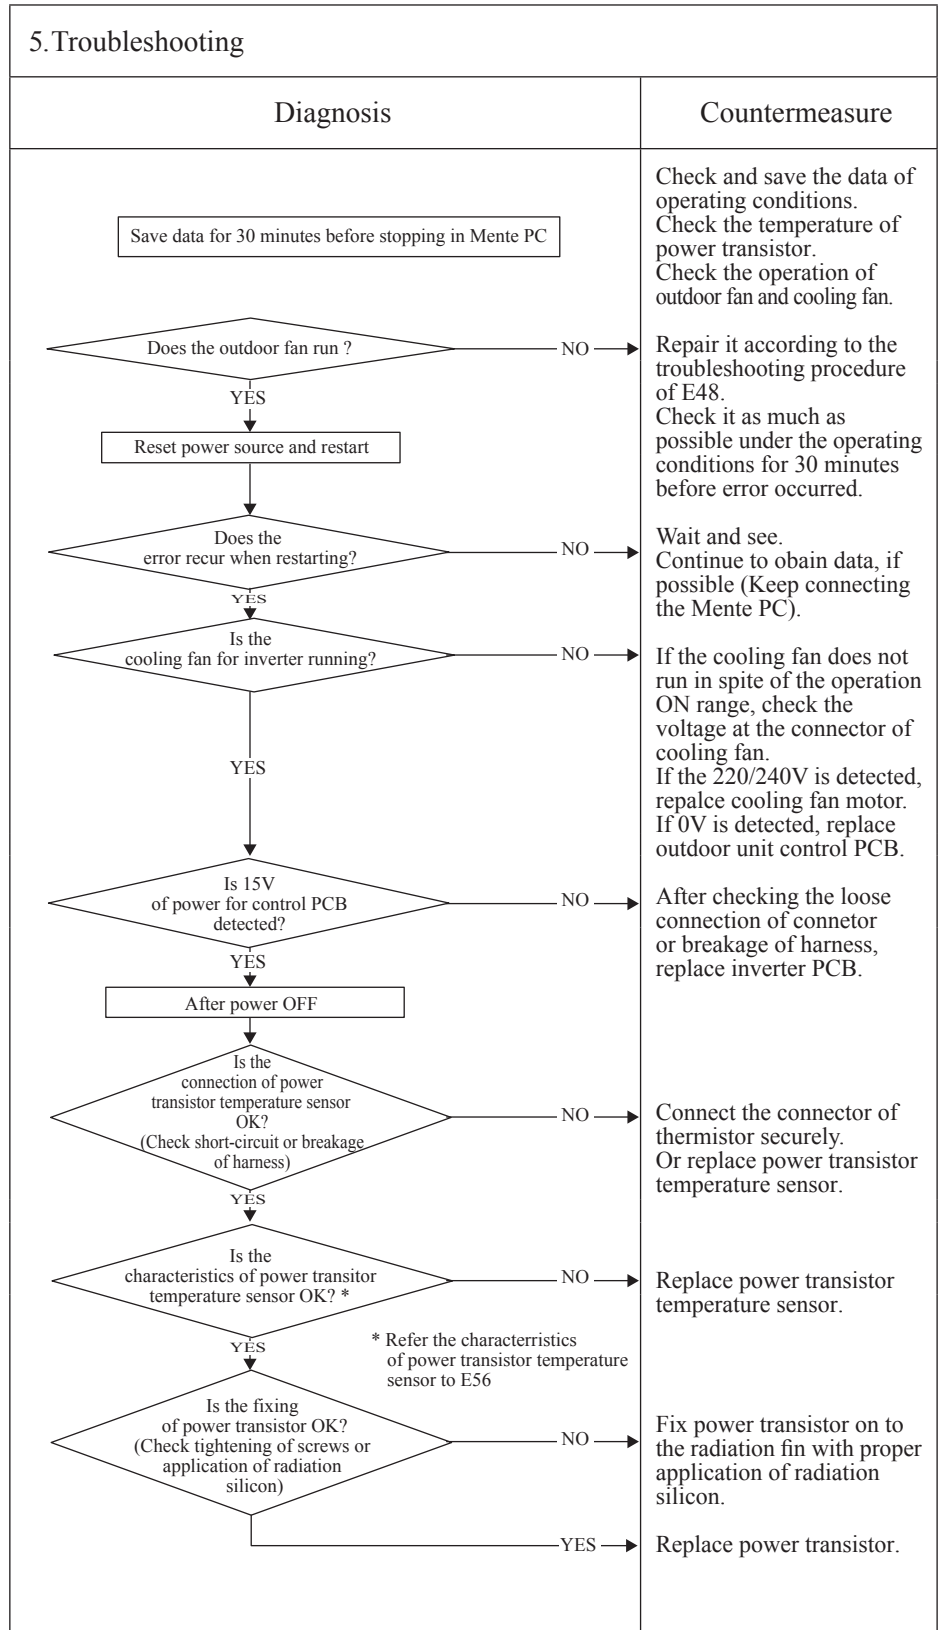 5.Troubleshooting
Diagnosis
Countermeasure
Save data for 30 minutes before stopping in Mente PC
Check and save the data of
operating conditions.
Check the temperature of
power transistor.
Check the operation of
outdoor fan and cooling fan.
Does the outdoor fan run ?
NO
YES
Reset power source and restart
Repair it according to the
troubleshooting procedure
of E48.
Check it as much as
possible under the operating
conditions for 30 minutes
before error occurred.
Does the
error recur when restarting?
NO
YES
Wait and see.
Continue to obain data, if
possible (Keep connecting
the Mente PC).
Is the
cooling fan for inverter running?
NO
YES
If the cooling fan does not
run in spite of the operation
ON range, check the
voltage at the connector of
cooling fan.
If the 220/240V is detected,
repalce cooling fan motor.
If 0V is detected, replace
outdoor unit control PCB.
Is 15V
of power for control PCB
detected?
NO
YES
After checking the loose
connection of connetor
or breakage of harness,
replace inverter PCB.
After power OFF
Is the
connection of power
transistor temperature sensor
OK?
(Check short-circuit or breakage
of harness)
NO
YES
Connect the connector of
thermistor securely.
Or replace power transistor
temperature sensor.
Is the
characteristics of power transitor
temperature sensor OK? *
NO
YES
Replace power transistor
temperature sensor.
* Refer the characterristics
of power transistor temperature
sensor to E56
Is the fixing
of power transistor OK?
(Check tightening of screws or
application of radiation
silicon)
NO
Fix power transistor on to
the radiation fin with proper
application of radiation
silicon.
YES
Replace power transistor.